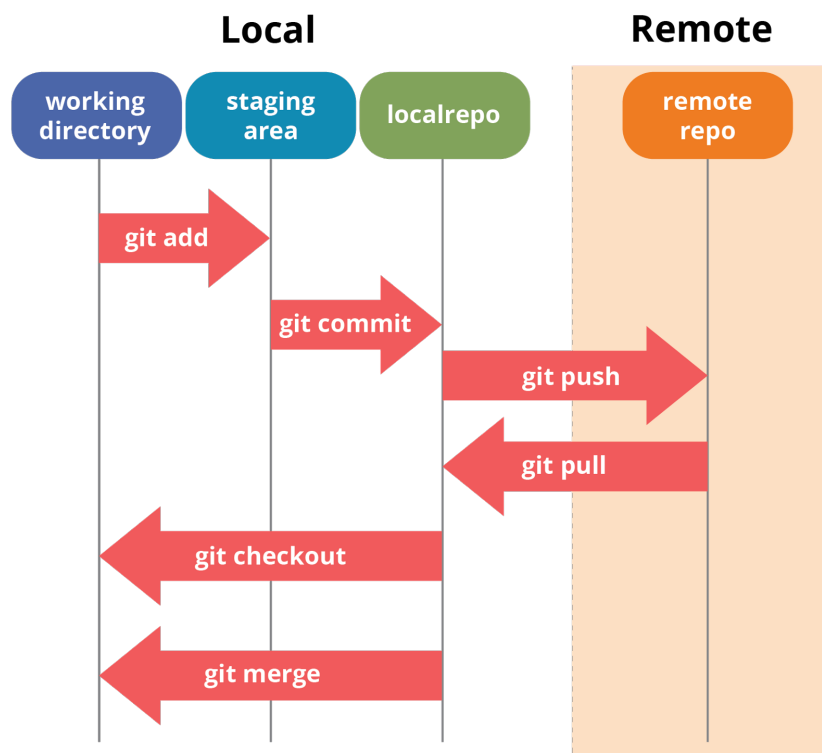 Local
Remote
working
directory
staging
area
localrepo
remote
repo
git add
git commit
git push
git pull
git checkout
git merge